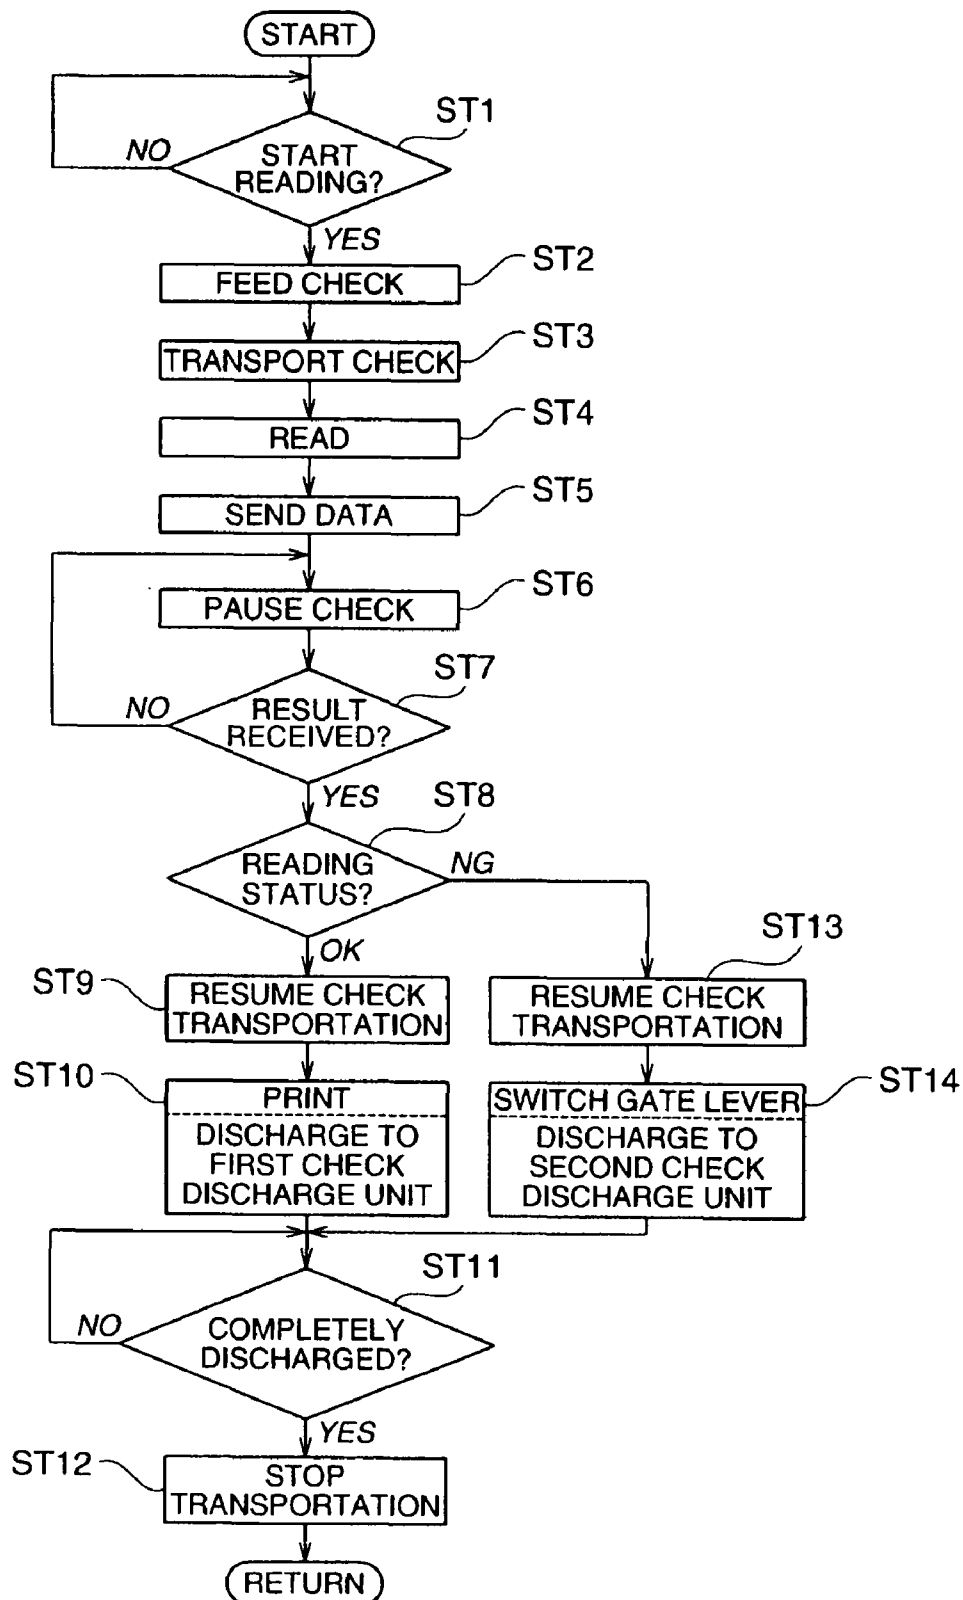 START
ST1
NO
START
READING?
YES
ST2
FEED CHECK
ST3
TRANSPORT CHECK
ST4
READ
ST5
SEND DATA
ST6
PAUSE CHECK
ST7
NO
RESULT
RECEIVED?
YES
ST8
READING
STATUS?
NG
OK
ST13
ST9
RESUME CHECK
TRANSPORTATION
RESUME CHECK
TRANSPORTATION
ST10
PRINT
DISCHARGE TO
FIRST CHECK
DISCHARGE UNIT
ST14
SWITCH GATE LEVER
DISCHARGE TO
SECOND CHECK
DISCHARGE UNIT
ST11
NO
COMPLETELY
DISCHARGED?
YES
ST12
STOP
TRANSPORTATION
RETURN